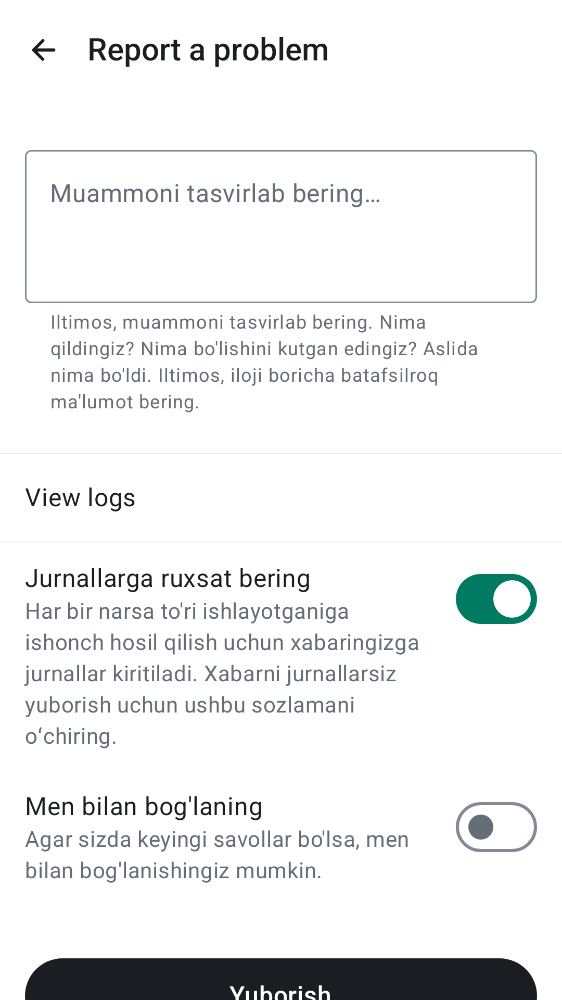 Report a problem
Muammoni tasvirlab bering…
Iltimos, muammoni tasvirlab bering. Nima
qildingiz? Nima bo'lishini kutgan edingiz? Aslida
nima bo'ldi. Iltimos, iloji boricha batafsilroq
ma'lumot bering.
View logs
Jurnallarga ruxsat bering
Har bir narsa to'ri ishlayotganiga
ishonch hosil qilish uchun xabaringizga
jurnallar kiritiladi. Xabarni jurnallarsiz
yuborish uchun ushbu sozlamani
oʻchiring.
Men bilan bog'laning
Agar sizda keyingi savollar bo'lsa, men
bilan bog'lanishingiz mumkin.
Yuborish